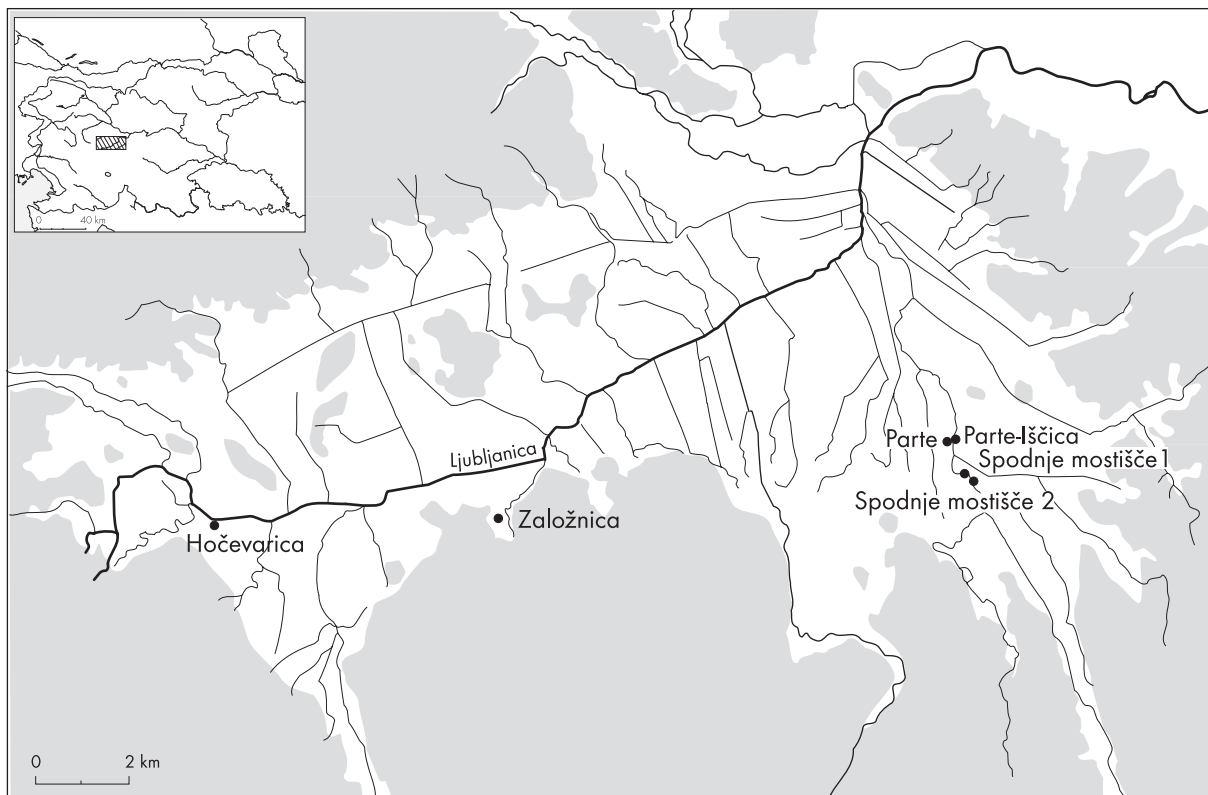 0 40 km
Ljubljanica
Parte
Parte-Iščica
Spodnje mostišče 1
Spodnje mostišče 2
Založnica
Hočevarica
0 2 km